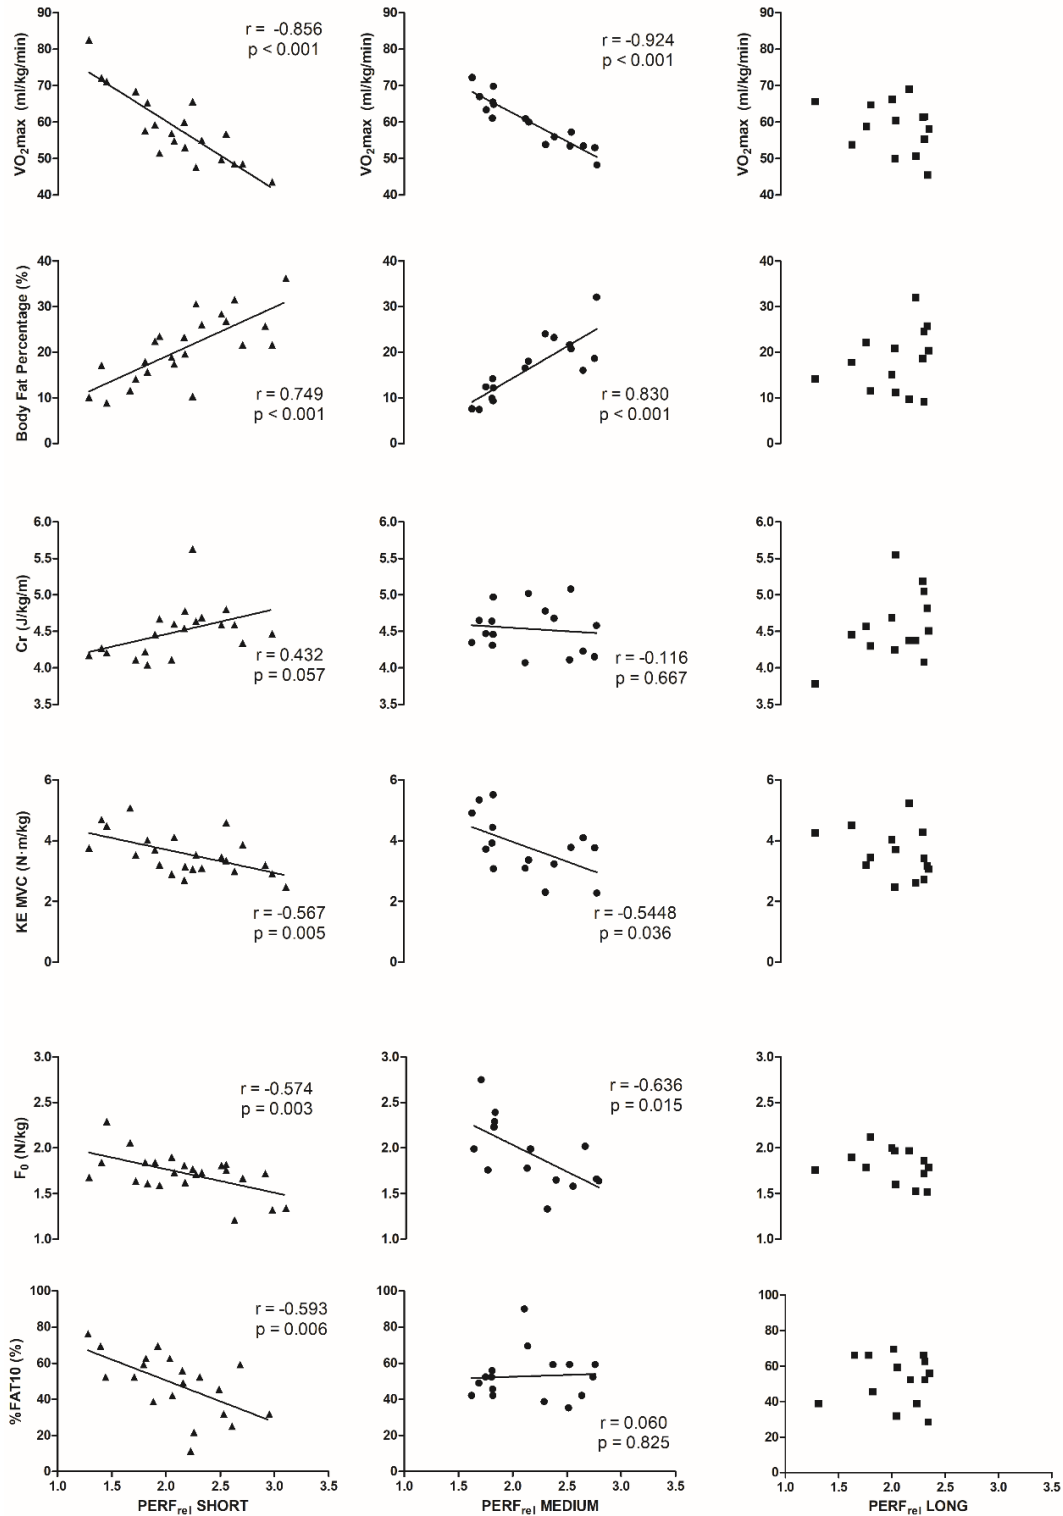 90
80
70
60
50
40
VO2max (ml/kg/min)
r = -0.856
p < 0.001
90
80
70
60
50
40
VO2max (ml/kg/min)
r = -0.924
p < 0.001
90
80
70
60
50
40
VO2max (ml/kg/min)
40
30
20
10
0
Body Fat Percentage (%)
r = 0.749
p < 0.001
40
30
20
10
0
r = 0.830
p < 0.001
40
30
20
10
0
6.0
5.5
5.0
4.5
4.0
3.5
Cr (J/kg/m)
r = 0.432
p = 0.057
6.0
5.5
5.0
4.5
4.0
3.5
r = -0.116
p = 0.667
6.0
5.5
5.0
4.5
4.0
3.5
6
4
2
0
KE MVC (N·m/kg)
r = -0.567
p = 0.005
6
4
2
0
r = -0.5448
p = 0.036
6
4
2
0
3.0
2.5
2.0
1.5
1.0
F0 (N/kg)
r = -0.574
p = 0.003
3.0
2.5
2.0
1.5
1.0
r = -0.636
p = 0.015
3.0
2.5
2.0
1.5
1.0
100
80
60
40
20
0
%FAT10 (%)
r = -0.593
p = 0.006
1.0 1.5 2.0 2.5 3.0 3.5
PERFrel SHORT
100
80
60
40
20
0
r = 0.060
p = 0.825
1.0 1.5 2.0 2.5 3.0 3.5
PERFrel MEDIUM
100
80
60
40
20
0
1.0 1.5 2.0 2.5 3.0 3.5
PERFrel LONG